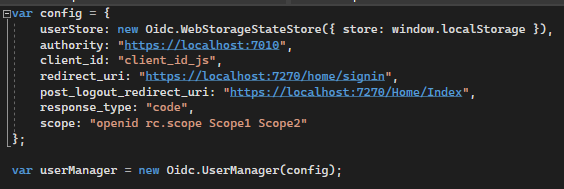 var config = {
userStore: new Oidc.WebStorageStateStore({ store: window.localStorage }),
authority: "https://localhost:7010",
client_id: "client_id_js",
redirect_uri: "https://localhost:7270/home/signin",
post_logout_redirect_uri: "https://localhost:7270/Home/Index",
response_type: "code",
scope: "openid rc.scope Scope1 Scope2"
};
var userManager = new Oidc.UserManager(config);